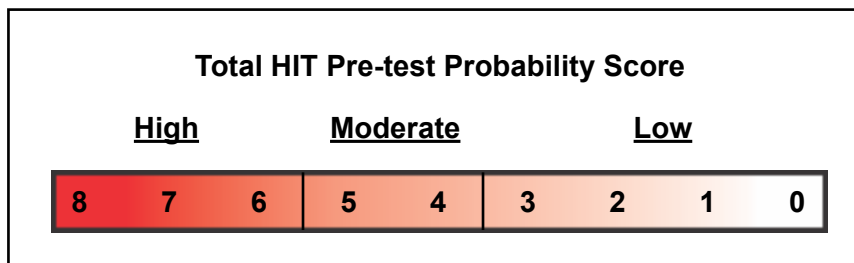 Total HIT Pre-test Probability Score
High Moderate Low
8 7 6 5 4 3 2 1 0